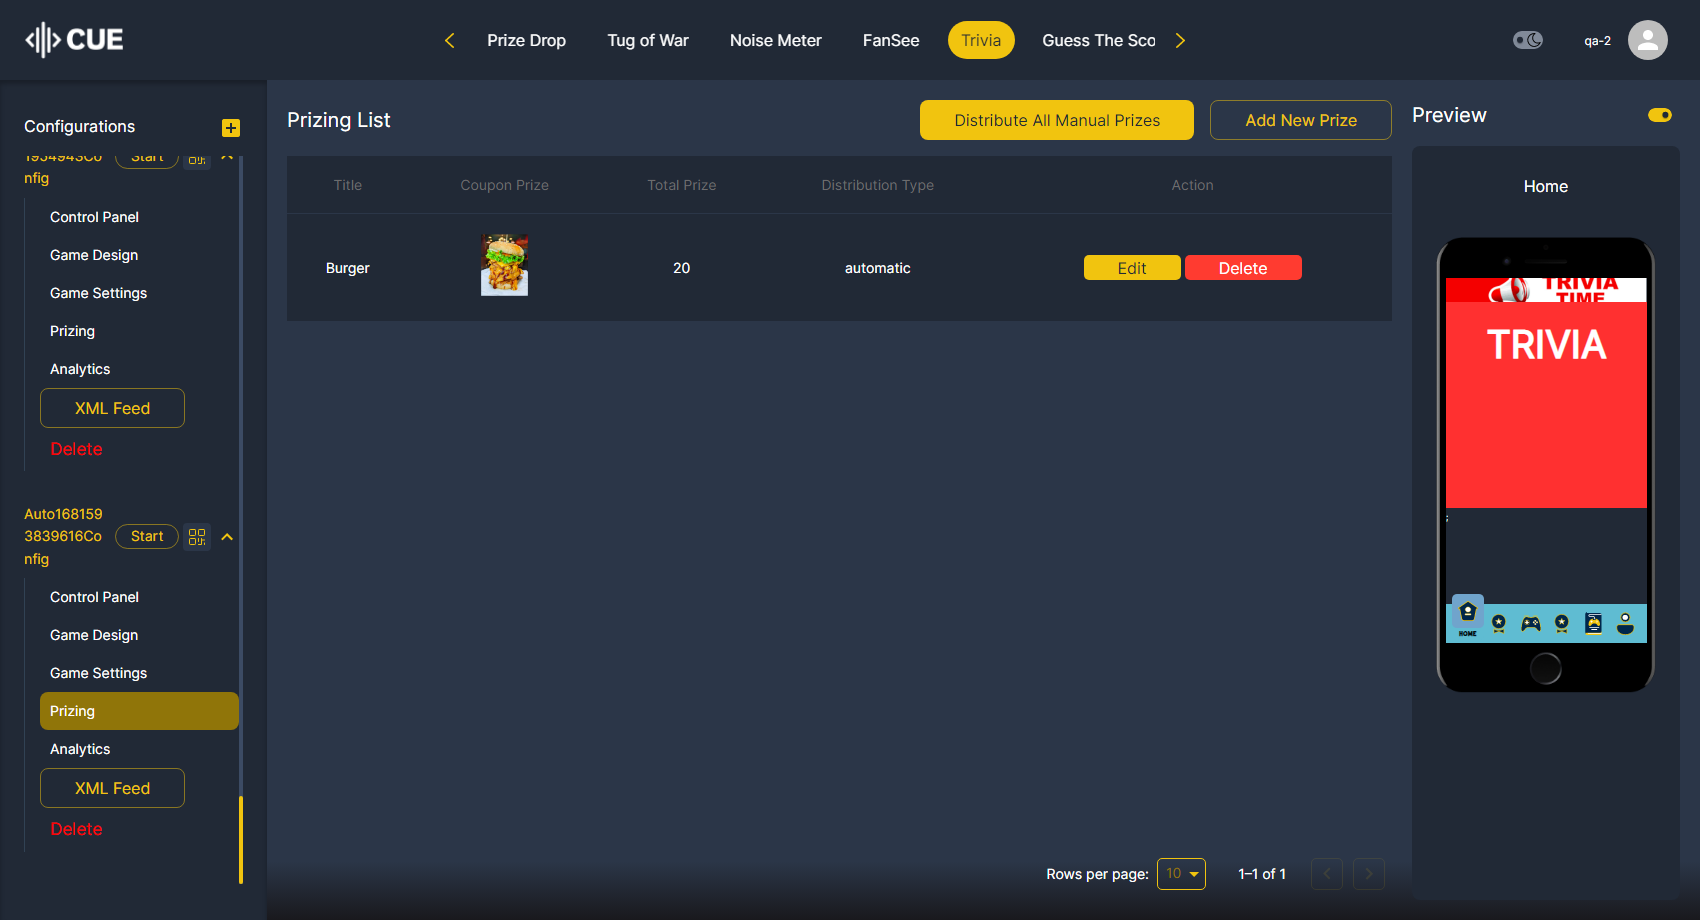 CUE
Prize Drop
Tug of War
Noise Meter
FanSee
Trivia
Guess The Sco
qa-2
Configurations
1954943Co
nfig
Start
Control Panel
Game Design
Game Settings
Prizing
Analytics
XML Feed
Delete
Auto168159
3839616Co
nfig
Start
Control Panel
Game Design
Game Settings
Prizing
Analytics
XML Feed
Delete
Prizing List
Distribute All Manual Prizes
Add New Prize
Title Coupon Prize Total Prize Distribution Type Action
Burger 20 automatic Edit Delete
Rows per page: 10 1–1 of 1
Preview
Home
TRIVIA
TIME
TRIVIA
;
HOME